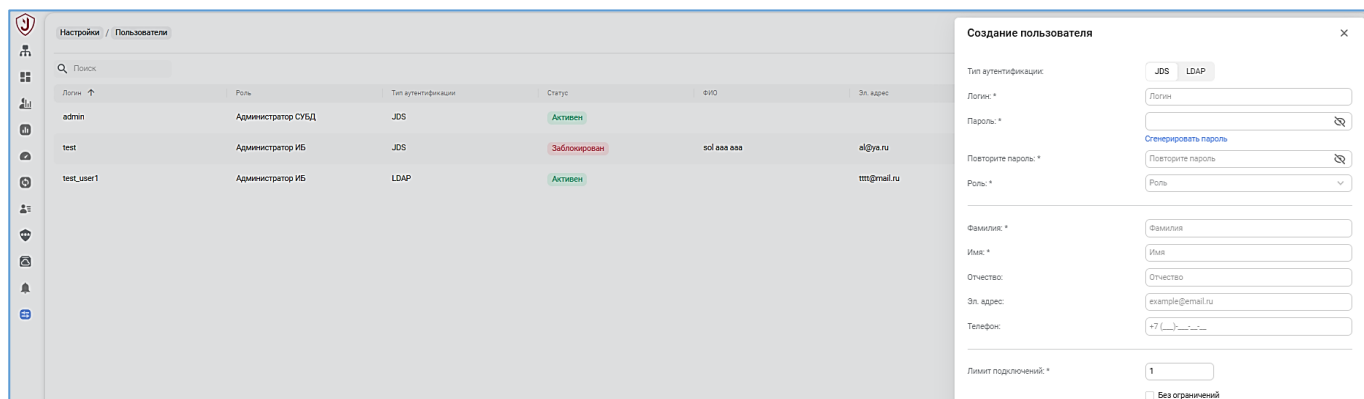 Настройки / Пользователи
Поиск
Логин Роль Тип аутентификации Статус ФИО Эл. адрес
admin Администратор СУБД JDS Активен
test Администратор ИБ JDS Заблокирован sol aaa aaa al@ya.ru
test_user1 Администратор ИБ LDAP Активен tttt@mail.ru
Создание пользователя
Тип аутентификации: JDS LDAP
Логин: * Логин
Пароль: *
Сгенерировать пароль
Повторите пароль: * Повторите пароль
Роль: * Роль
Фамилия: * Фамилия
Имя: * Имя
Отчество: Отчество
Эл. адрес: example@email.ru
Телефон: +7 (___)-___-__-__
Лимит подключений: * 1
Без ограничений